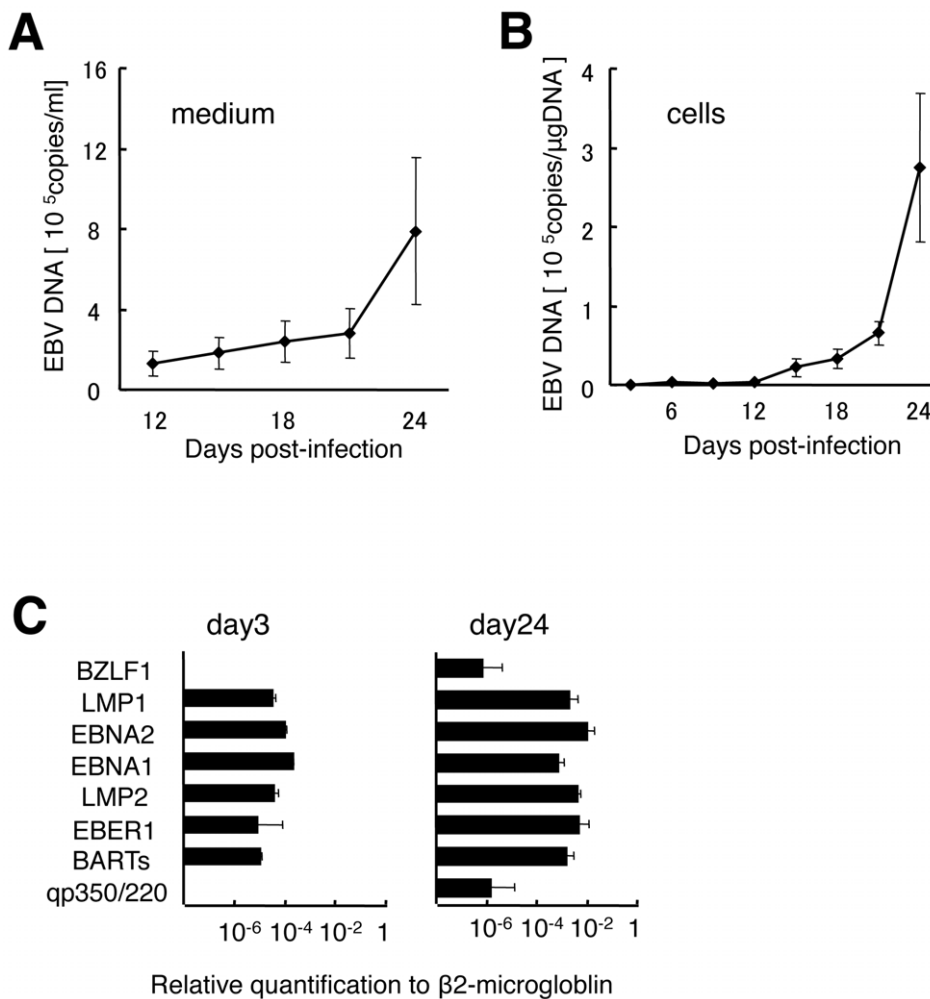 A
EBV DNA [ 10 ⁵copies/ml]
16
12
8
4
0
medium
12 18 24
Days post-infection
B
EBV DNA [ 10 ⁵copies/µgDNA ]
4
3
2
1
0
cells
6 12 18 24
Days post-infection
C
day3 day24
BZLF1
LMP1
EBNA2
EBNA1
LMP2
EBER1
BARTs
qp350/220
10⁻⁶ 10⁻⁴ 10⁻² 1 10⁻⁶ 10⁻⁴ 10⁻² 1
Relative quantification to β2-microgloblin